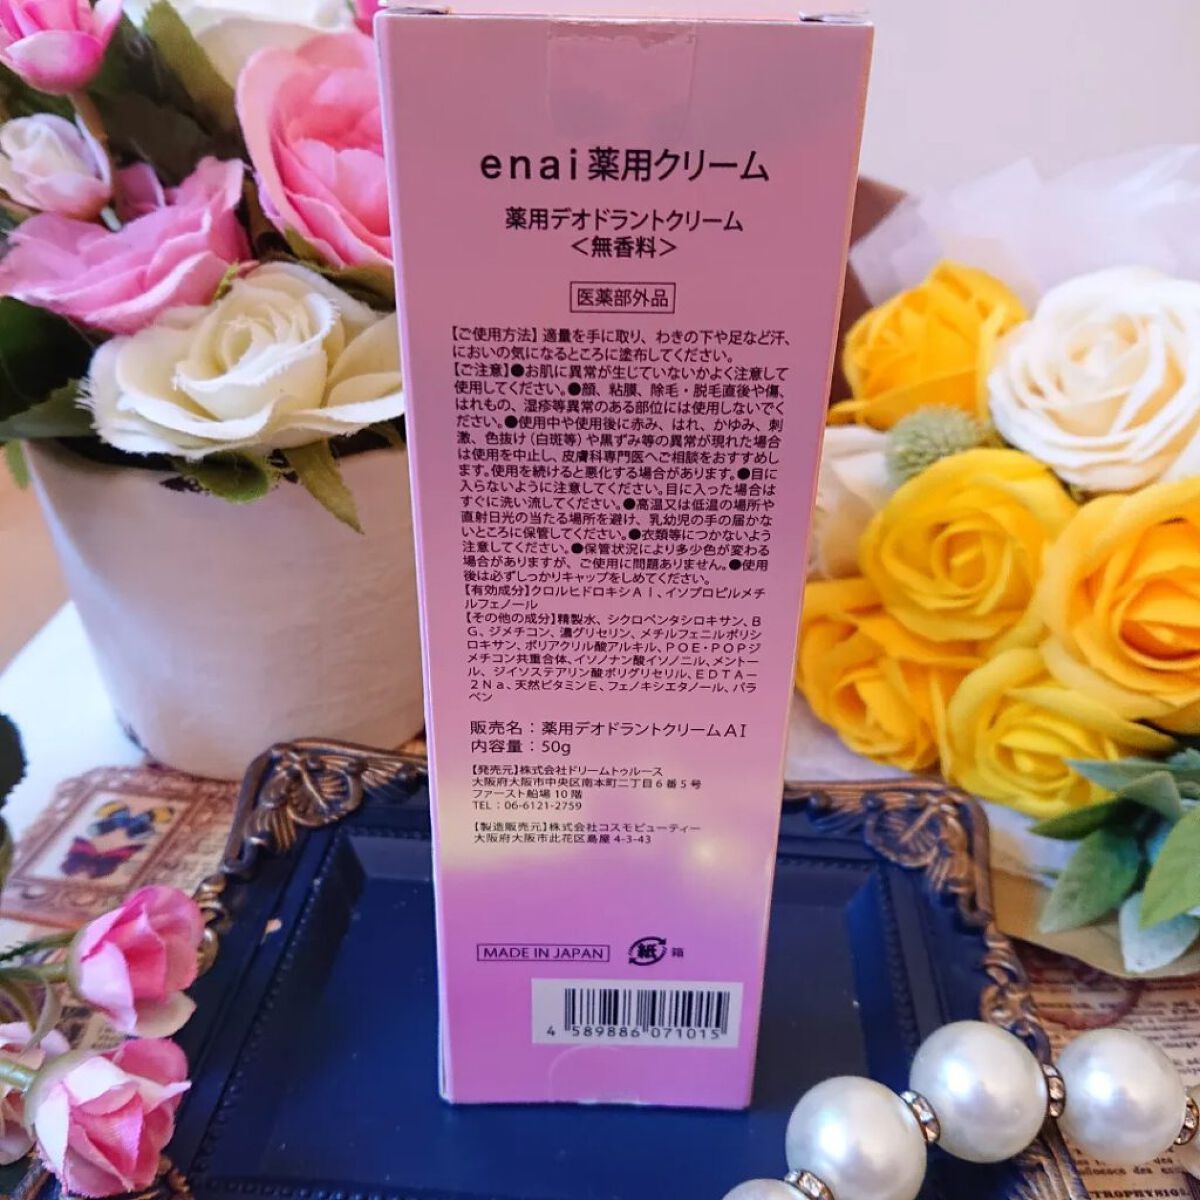 enai薬用クリーム
薬用デオドラントクリーム
＜無香料＞
医薬部外品
【ご使用方法】適量を手に取り、わきの下や足など汗、
においの気になるところに塗布してください。
【ご注意】●お肌に異常が生じていないかよく注意して
使用してください。●顔、粘膜、除毛・脱毛直後や傷、
はれもの、湿疹等異常のある部位には使用しないでく
ださい。●使用中や使用後に赤み、はれ、かゆみ、刺
激、色抜け(白斑等)や黒ずみ等の異常が現れた場合
は使用を中止し、皮膚科専門医へご相談をおすすめし
ます。使用を続けると悪化する場合があります。●目に
入らないように注意してください。目に入った場合は
すぐに洗い流してください。●高温又は低温の場所や
直射日光の当たる場所を避け、乳幼児の手の届かな
いところに保管してください。●衣類等につかないよう
注意してください。●保管状況により多少色が変わる
場合がありますが、ご使用に問題ありません。●使用
後は必ずしっかりキャップをしめてください。
【有効成分】クロルヒドロキシAl、イソプロピルメチ
ルフェノール
【その他の成分】精製水、シクロペンタシロキサン、B
G、ジメチコン、濃グリセリン、メチルフェニルポリシ
ロキサン、ポリアクリル酸アルキル、POE・POPジ
メチコン共重合体、イソノナン酸イソノニル、メントー
ル、ジイソステアリン酸ポリグリセリル、EDTA－
2Na、天然ビタミンE、フェノキシエタノール、パラ
ベン
販売名：薬用デオドラントクリームAI
内容量：50g
【発売元】株式会社ドリームトゥルース
大阪府大阪市中央区南本町二丁目6番5号
ファースト船場10階
TEL：06-6121-2759
【製造販売元】株式会社コスモビューティー
大阪府大阪市此花区島屋4-3-43
MADE IN JAPAN 紙 箱
4 589886 071015